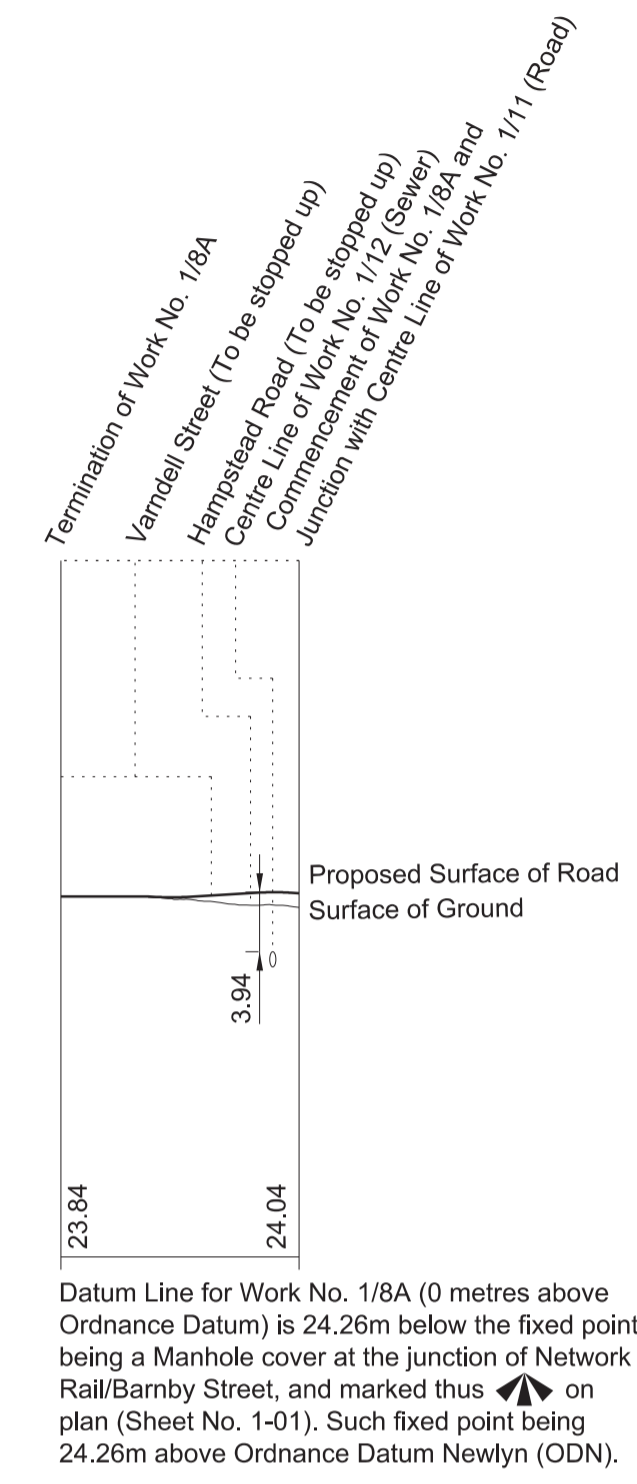 Termination of Work No. 1/8A
Varndell Street (To be stopped up)
Hampstead Road (To be stopped up)
Centre Line of Work No. 1/12 (Sewer)
Commencement of Work No. 1/8A and
Junction with Centre Line of Work No. 1/11 (Road)
Proposed Surface of Road
Surface of Ground
0
3.94
23.84
24.04
Datum Line for Work No. 1/8A (0 metres above
Ordnance Datum) is 24.26m below the fixed point
being a Manhole cover at the junction of Network
Rail/Barnby Street, and marked thus on
plan (Sheet No. 1-01). Such fixed point being
24.26m above Ordnance Datum Newlyn (ODN).